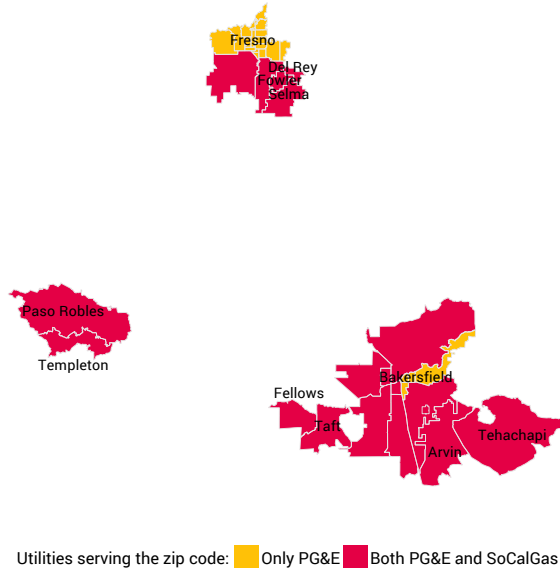 Fresno
Del Rey
Fowler
Selma
Paso Robles
Templeton
Bakersfield
Fellows
Taft
Tehachapi
Arvin
Utilities serving the zip code: Only PG&E Both PG&E and SoCalGas